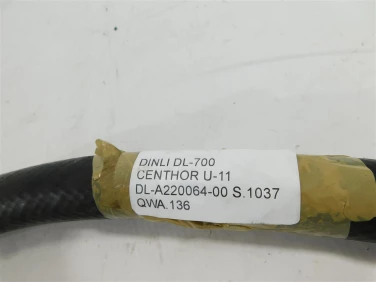 DINLI DL-700
CENTHOR U-11
DL-A220064-00 S.1037
QWA.136